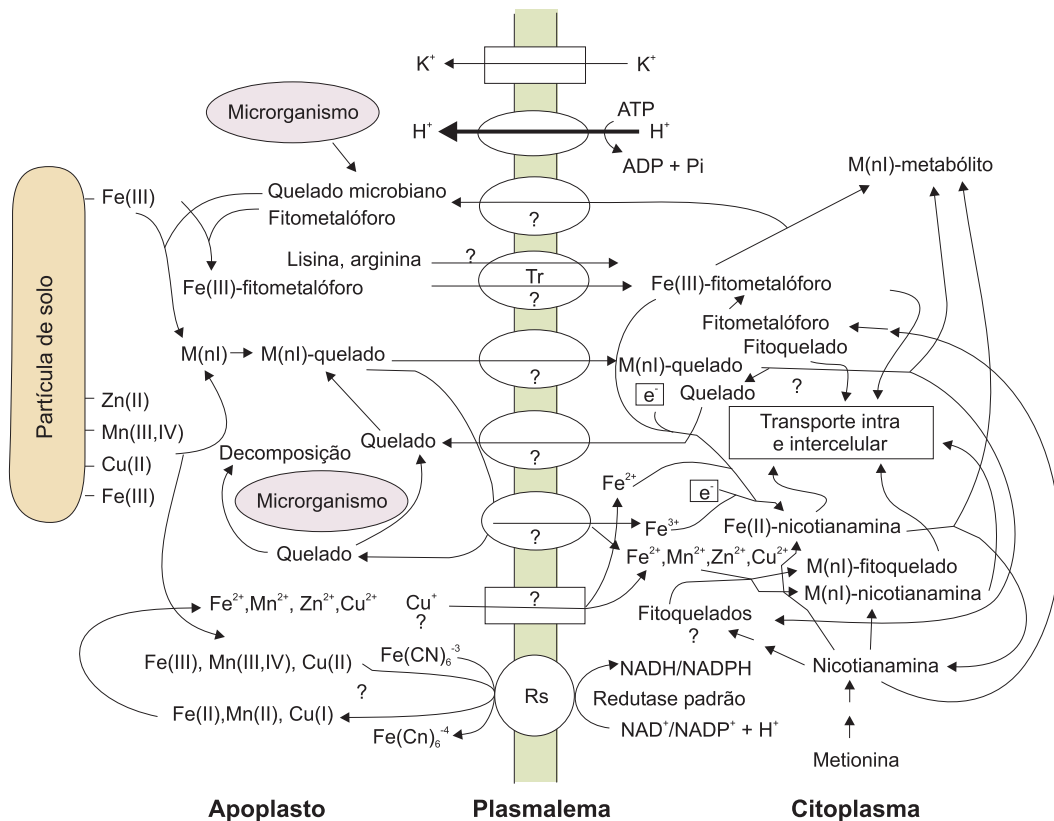 K⁺
K⁺
Microrganismo
ATP
H⁺
H⁺
ADP + Pi
M(nI)-metabólito
Fe(III)
Quelado microbiano
Fitometalóforo
?
Lisina, arginina
?
Tr
Fe(III)-fitometalóforo
?
Fe(III)-fitometalóforo
Fitometalóforo
Fitoquelado
M(nI)
M(nI)-quelado
?
M(nI)-quelado
Quelado
?
e⁻
Partícula de solo
Zn(II)
Mn(III,IV)
Cu(II)
Fe(III)
Transporte intra
e intercelular
Quelado
?
Decomposição
Microrganismo
Quelado
Fe²⁺
e⁻
?
Fe³⁺
Fe(II)-nicotianamina
Fe²⁺,Mn²⁺,Zn²⁺,Cu²⁺
M(nI)-fitoquelado
M(nI)-nicotianamina
Fe²⁺,Mn²⁺, Zn²⁺,Cu²⁺
Cu⁺
?
?
Fitoquelados
?
Fe(III), Mn(III,IV), Cu(II)
Fe(CN)₆⁻³
?
Rs
NADH/NADPH
Nicotianamina
Redutase padrão
Fe(II),Mn(II), Cu(I)
Fe(Cn)₆⁻⁴
NAD⁺/NADP⁺ + H⁺
Metionina
Apoplasto
Plasmalema
Citoplasma